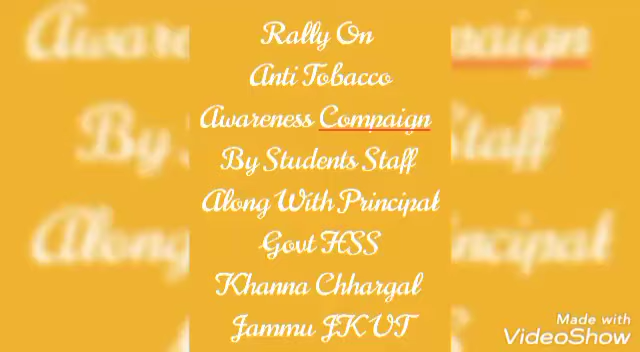 Rally On
Anti Tobacco
Awareness Compaign
By Students Staff
Along With Principal
Govt HSS
Khanna Chhargal
Jammu JKUT
Made with
VideoShow